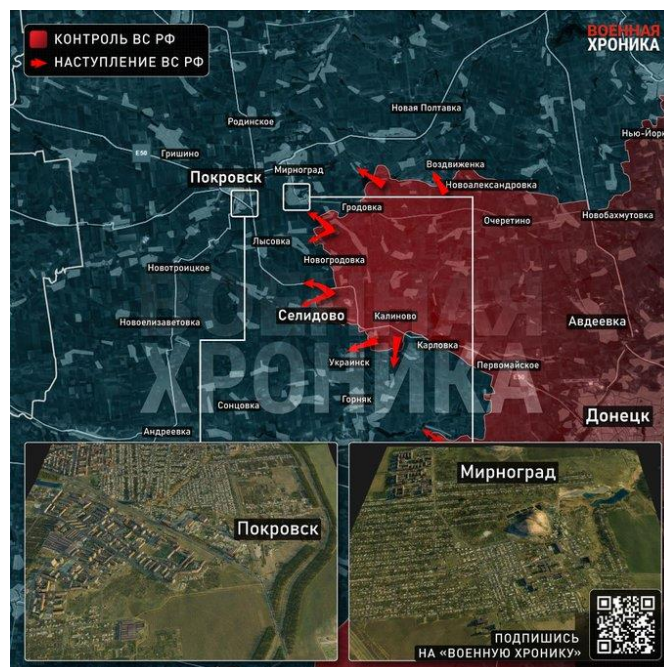 КОНТРОЛЬ ВС РФ
НАСТУПЛЕНИЕ ВС РФ
ВОЕННАЯ
ХРОНИКА
Новая Полтавка
Родинское
Нью-Йорк
E 50
Гришино
Мирноград
Воздвиженка
Покровск
Новоалександровка
Гродовка
Очеретино
Новобахмутовка
Лысовка
Новогродовка
Новотроицкое
Селидово
Калиново
Авдеевка
Новоелизаветовка
Карловка
Украинск
Первомайское
ВОЕННАЯ
ХРОНИКА
Горняк
Сонцовка
Донецк
Андреевка
Покровск
Мирноград
ПОДПИШИСЬ
НА «ВОЕННУЮ ХРОНИКУ»